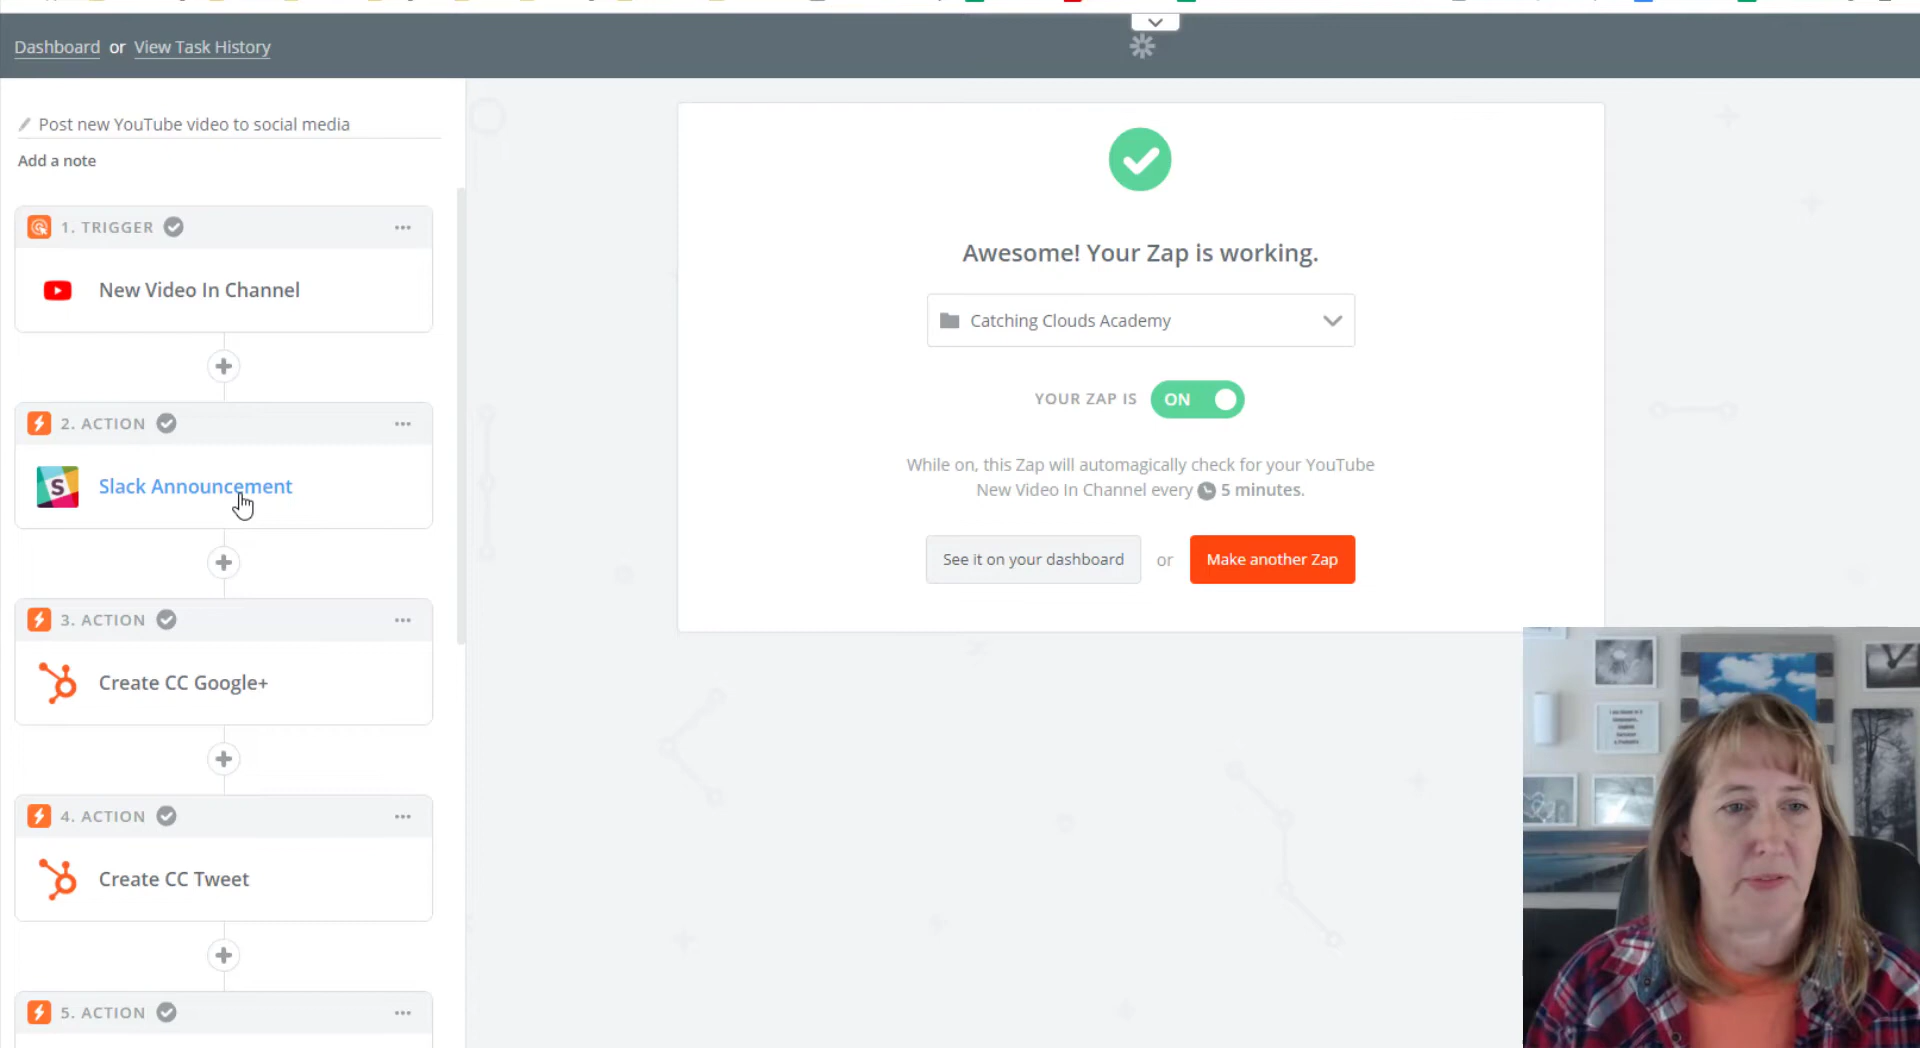 Dashboard or View Task History
Post new YouTube video to social media
Add a note
1. TRIGGER
New Video In Channel
2. ACTION
S
Slack Announcement
3. ACTION
Create CC Google+
4. ACTION
Create CC Tweet
5. ACTION
Awesome! Your Zap is working.
Catching Clouds Academy
YOUR ZAP IS ON
While on, this Zap will automagically check for your YouTube
New Video In Channel every 5 minutes.
See it on your dashboard or Make another Zap